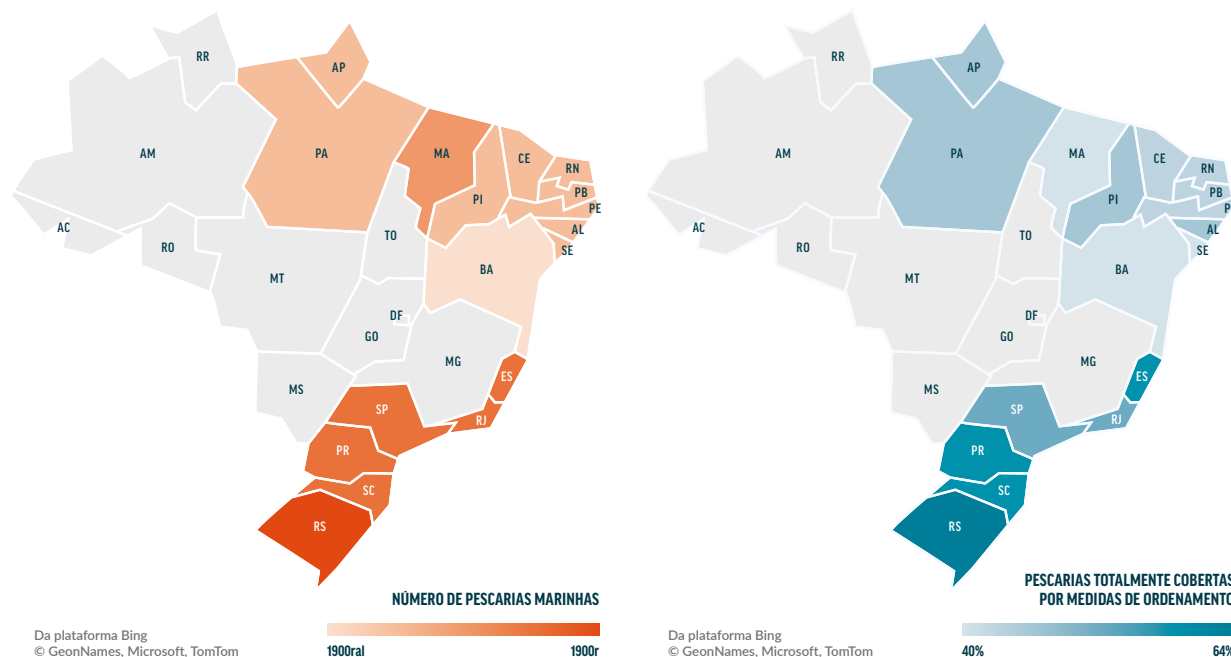 RR
AP
AM
PA
MA
CE
RN
PB
PE
PI
AL
SE
AC
TO
RO
BA
MT
DF
GO
MG
ES
MS
SP
RJ
PR
SC
RS
NÚMERO DE PESCARIAS MARINHAS
1900ral
1900r
Da plataforma Bing
© GeoNames, Microsoft, TomTom
RR
AP
AM
PA
MA
CE
RN
PB
P
PI
AL
SE
AC
TO
RO
BA
MT
DF
GO
MG
ES
MS
SP
RJ
PR
SC
RS
PESCARIAS TOTALMENTE COBERTAS
POR MEDIDAS DE ORDENAMENTO
40%
64%
Da plataforma Bing
© GeoNames, Microsoft, TomTom